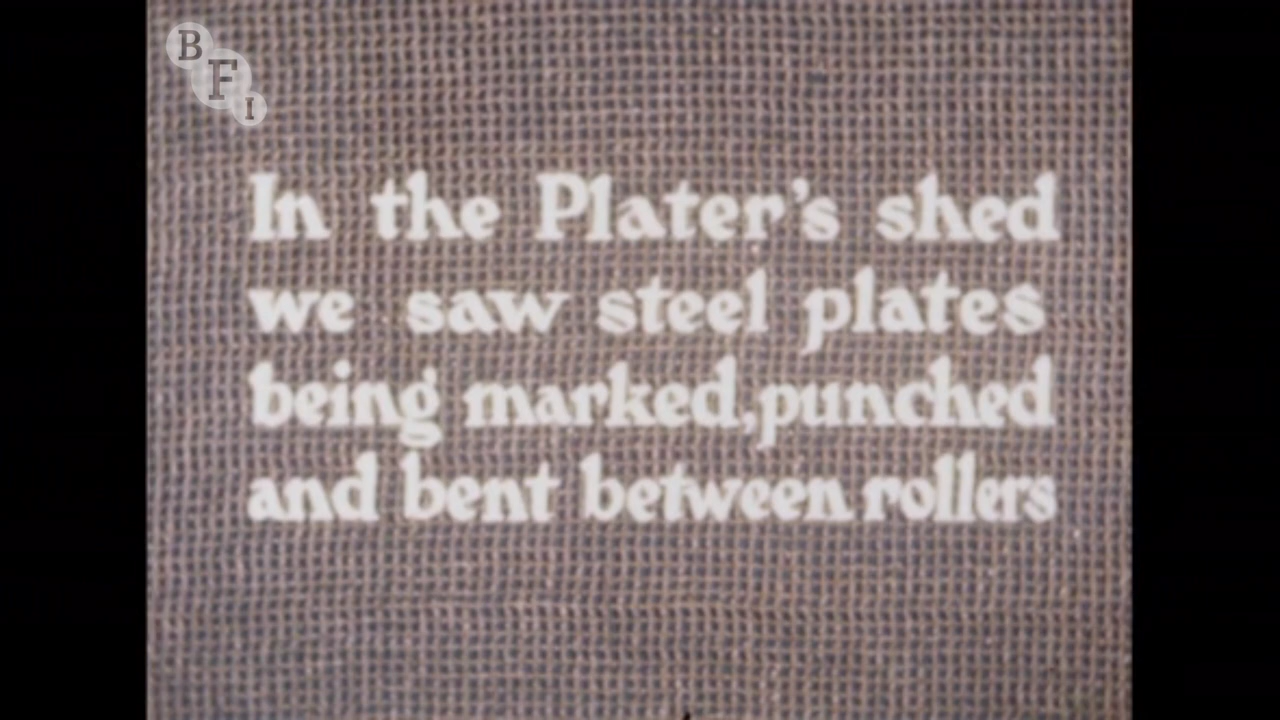 BFI
In the Plater's shed
we saw steel plates
being marked, punched
and bent between rollers